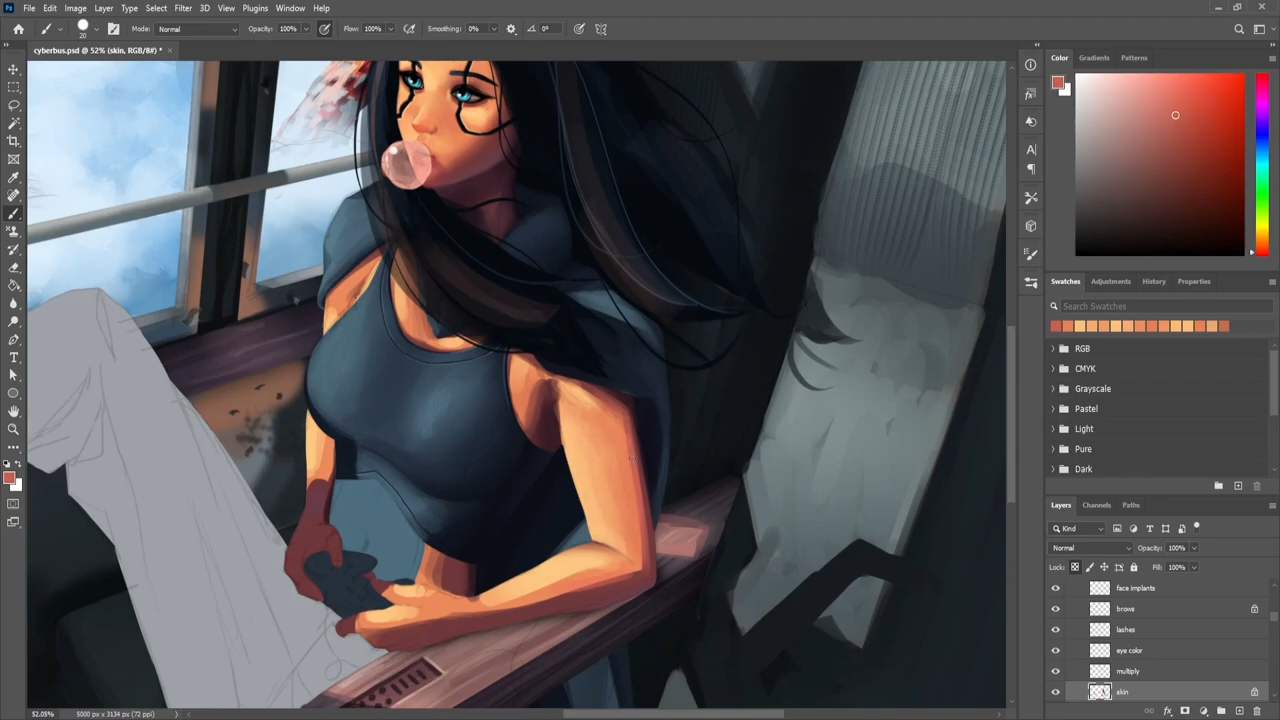 Ps File Edit Image Layer Type Select Filter 3D View Plugins Window Help
20 Mode: Normal Opacity: 100% Flow: 100% Smoothing: 0% 0°
cyberbus.psd @ 52% (skin, RGB/8#) * ×
Color Gradients Patterns
Swatches Adjustments History Properties
Search Swatches
RGB
CMYK
Grayscale
Pastel
Light
Pure
Dark
Layers Channels Paths
Kind
Normal Opacity: 100%
Lock: Fill: 100%
face implants
brows
lashes
eye color
multiply
skin
52.05% 5000 px x 3134 px (72 ppi)